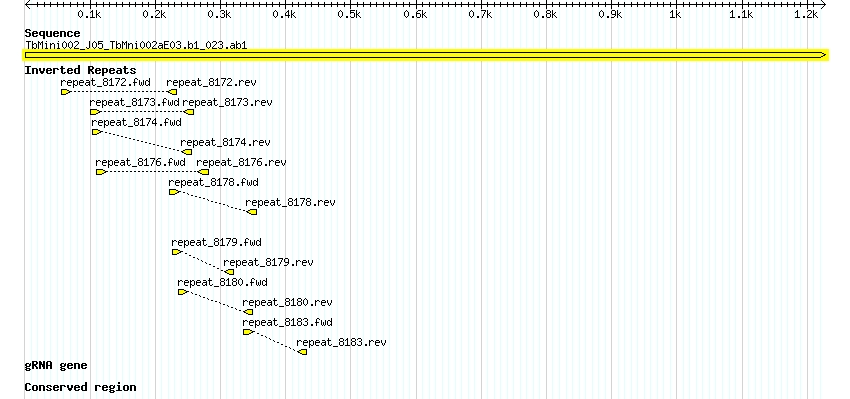 0.1k 0.2k 0.3k 0.4k 0.5k 0.6k 0.7k 0.8k 0.9k 1k 1.1k 1.2k
Sequence
TbMini002_J05_TbMni002aE03.b1_023.ab1
Inverted Repeats
repeat_8172.fwd repeat_8172.rev
repeat_8173.fwd repeat_8173.rev
repeat_8174.fwd
repeat_8174.rev
repeat_8176.fwd repeat_8176.rev
repeat_8178.fwd
repeat_8178.rev
repeat_8179.fwd
repeat_8179.rev
repeat_8180.fwd
repeat_8180.rev
repeat_8183.fwd
repeat_8183.rev
gRNA gene
Conserved region